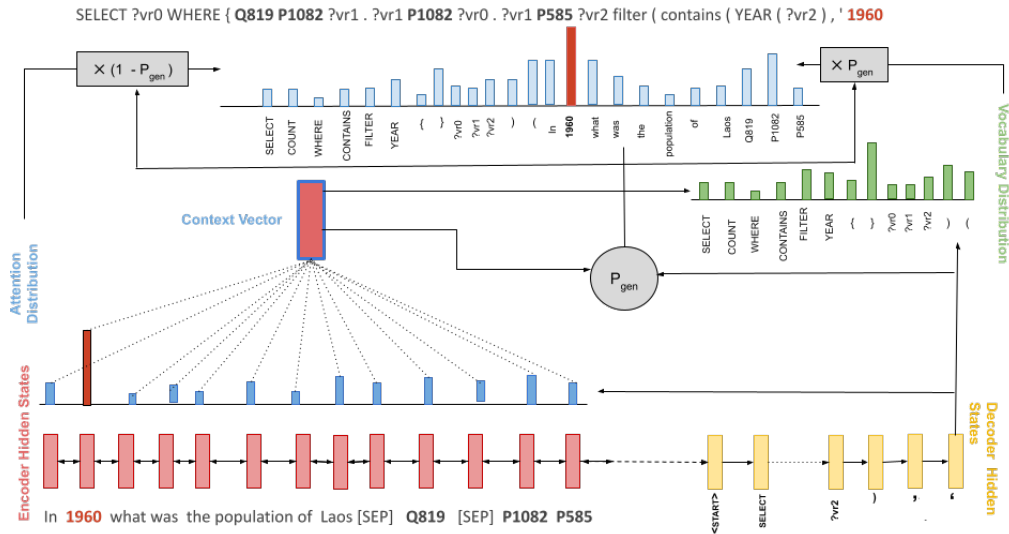 SELECT ?vr0 WHERE { Q819 P1082 ?vr1 . ?vr1 P1082 ?vr0 . ?vr1 P585 ?vr2 filter ( contains ( YEAR ( ?vr2 ) , ' 1960
× (1 - Pgen )
× Pgen
SELECT COUNT WHERE CONTAINS FILTER YEAR { } ?vr0 ?vr1 ?vr2 ) ( In 1960 what was the population of Laos Q819 P1082 P585
Vocabulary Distribution
Context Vector
SELECT COUNT WHERE CONTAINS FILTER YEAR { } ?vr0 ?vr1 ?vr2 ) (
Attention
Distribution
Pgen
Encoder Hidden States
Decoder Hidden
States
<START> SELECT ?vr2 ) , ‘
.
In 1960 what was the population of Laos [SEP] Q819 [SEP] P1082 P585